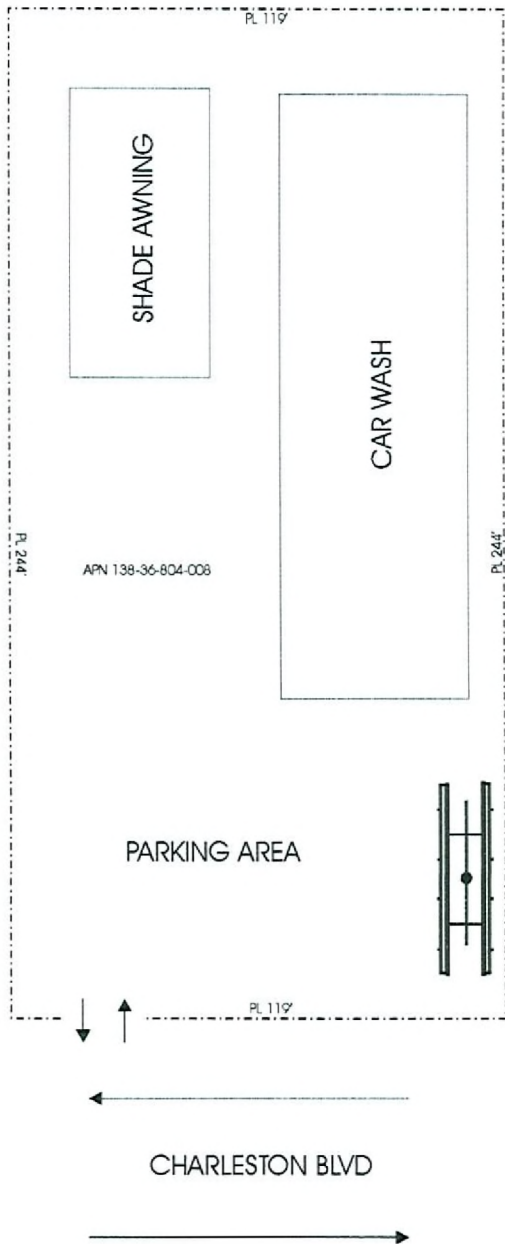 PL 119'
SHADE AWNING
CAR WASH
PL 244'
APN 138-36-804-008
PL 244'
PARKING AREA
PL 119'
CHARLESTON BLVD